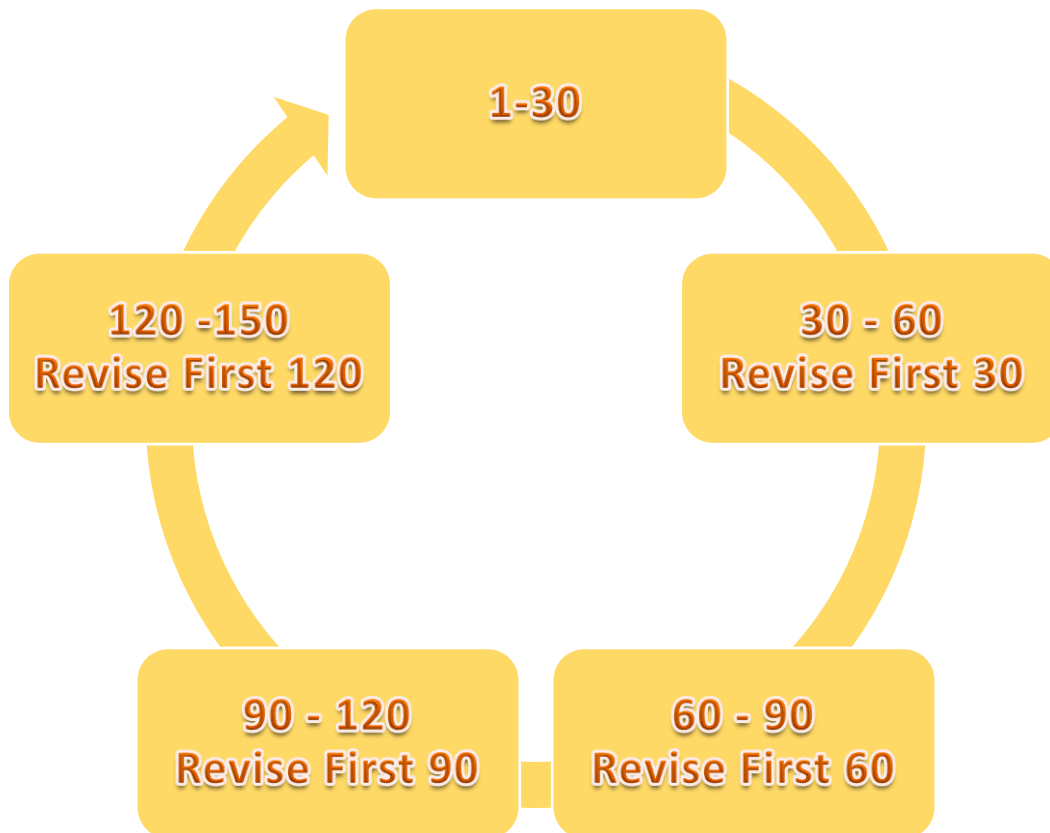 1-30
30 - 60
Revise First 30
60 - 90
Revise First 60
90 - 120
Revise First 90
120 -150
Revise First 120